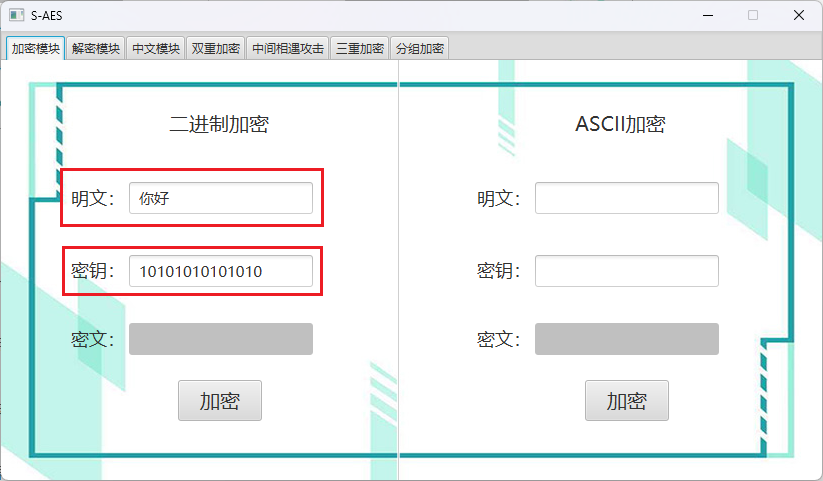 S-AES
加密模块 解密模块 中文模块 双重加密 中间相遇攻击 三重加密 分组加密
二进制加密
明文： 你好
密钥： 10101010101010
密文：
加密
ASCII加密
明文：
密钥：
密文：
加密